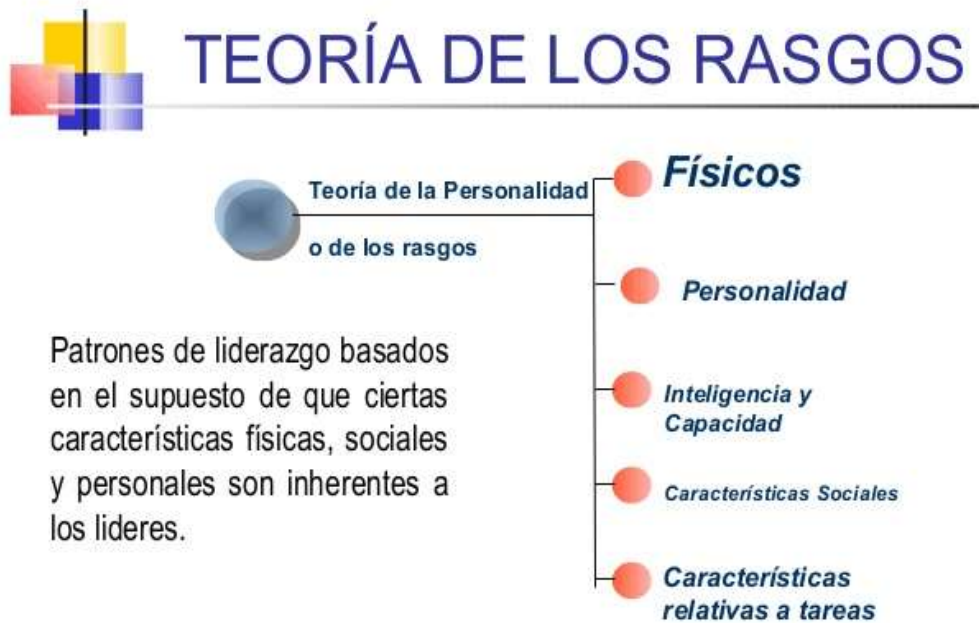 TEORÍA DE LOS RASGOS
Teoría de la Personalidad
o de los rasgos
Físicos
Personalidad
Inteligencia y
Capacidad
Características Sociales
Características
relativas a tareas
Patrones de liderazgo basados
en el supuesto de que ciertas
características físicas, sociales
y personales son inherentes a
los lideres.